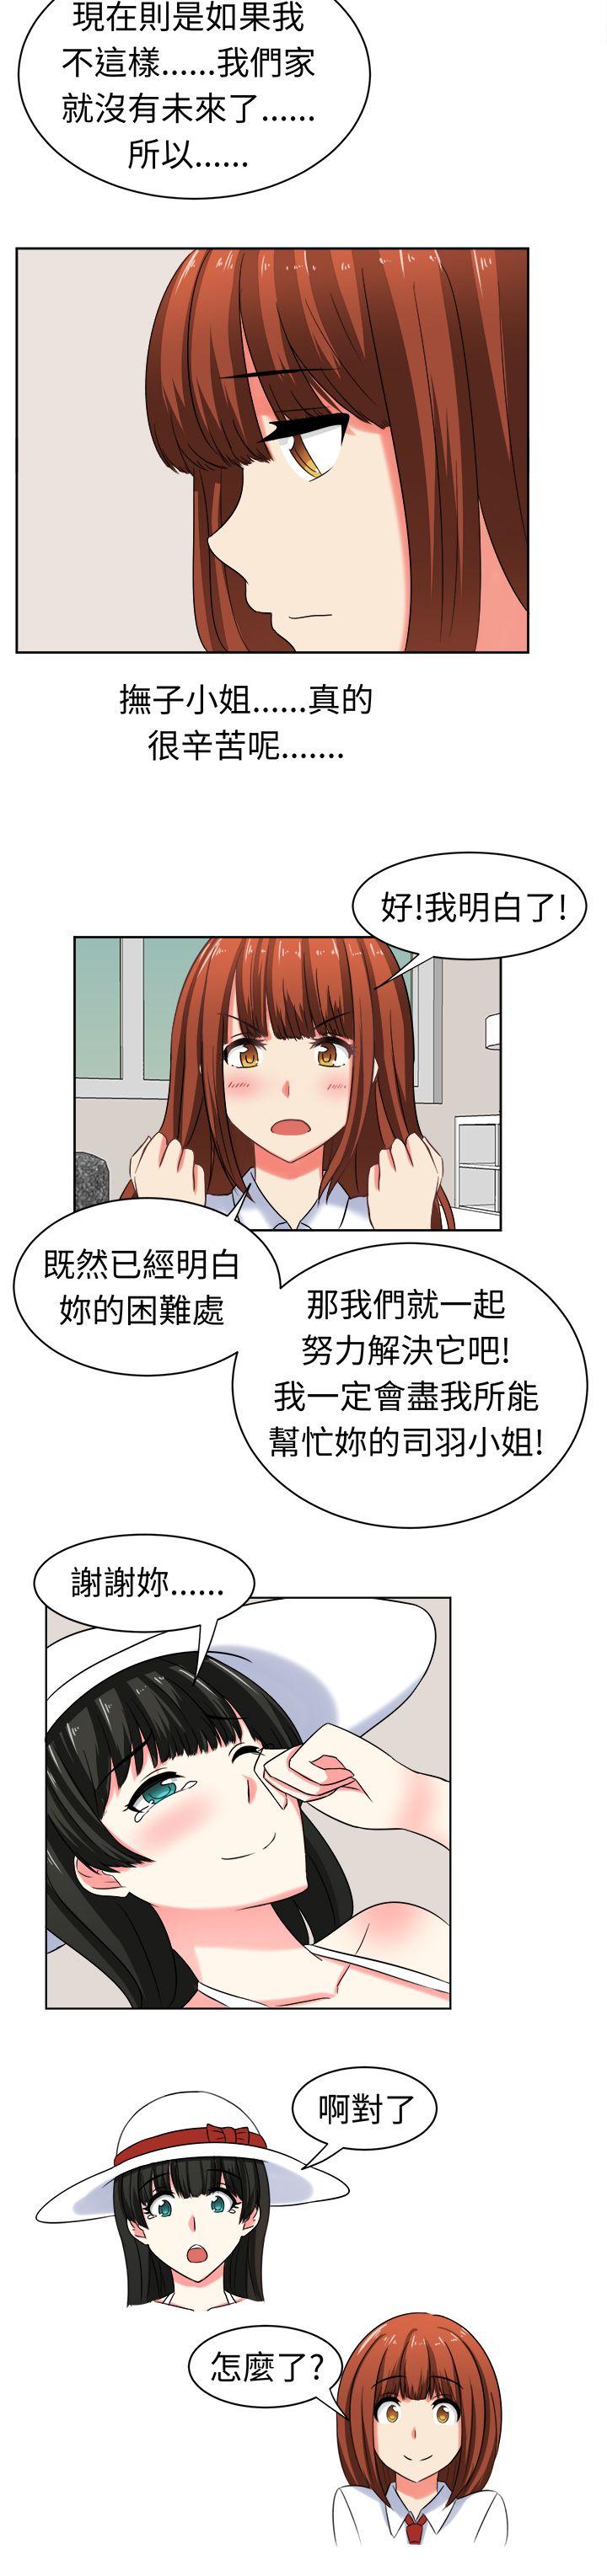 現在則是如果我
不這樣......我們家
就沒有未來了......
所以......
撫子小姐......真的
很辛苦呢.......
好!我明白了!
既然已經明白
妳的困難處
那我們就一起
努力解決它吧!
我一定會盡我所能
幫忙妳的司羽小姐!
謝謝妳......
啊對了
怎麼了?